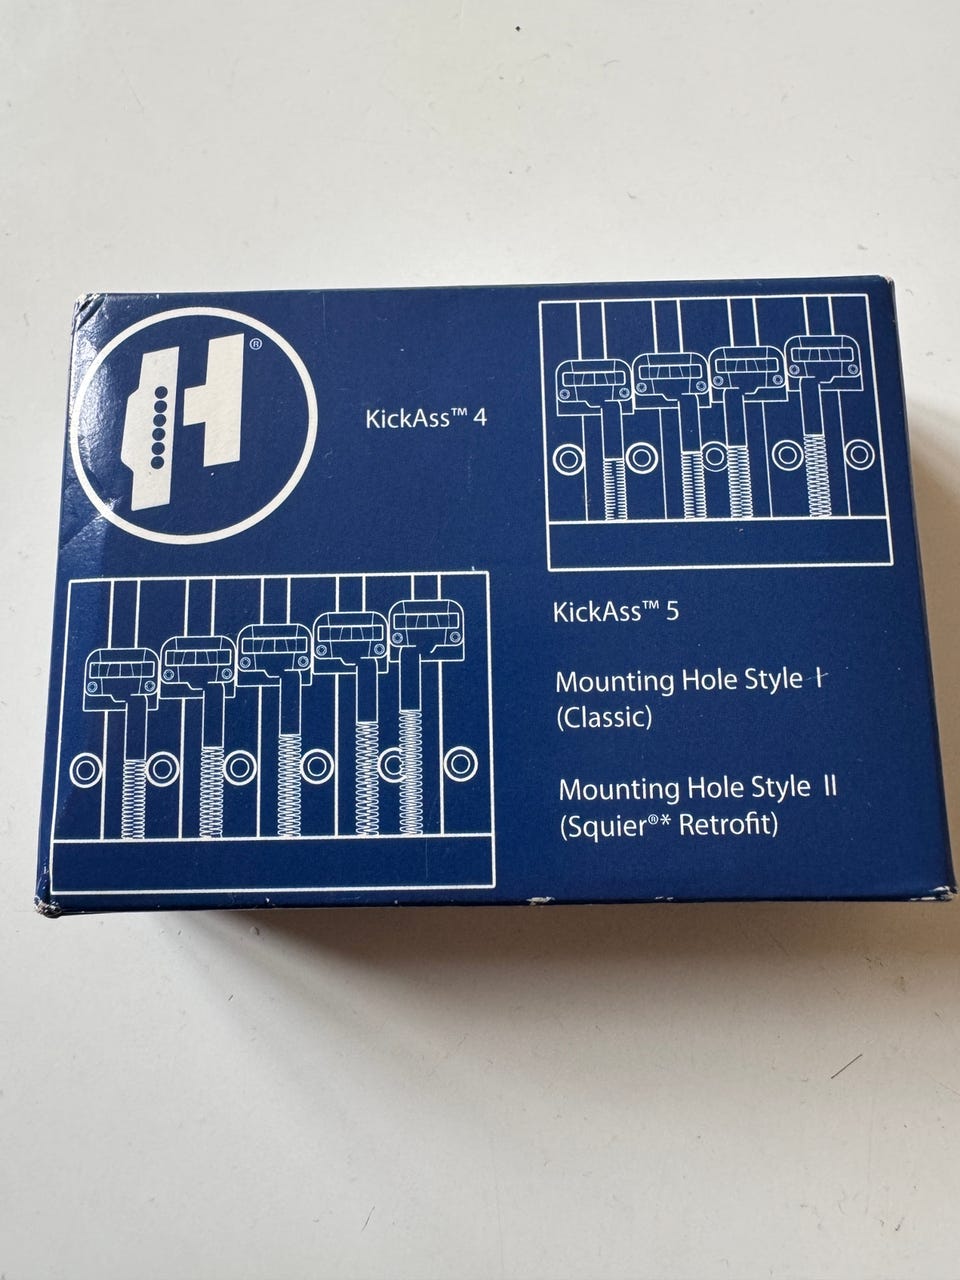 H®
KickAss™ 4
KickAss™ 5
Mounting Hole Style I
(Classic)
Mounting Hole Style II
(Squier®* Retrofit)